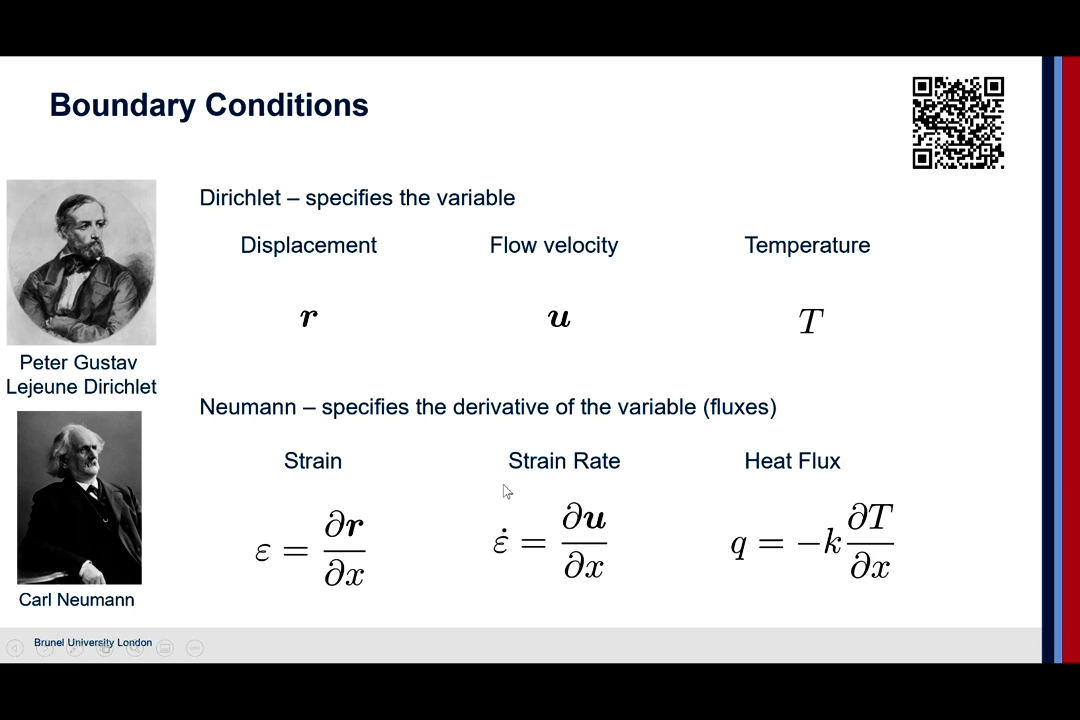 Boundary Conditions
Dirichlet – specifies the variable
Displacement Flow velocity Temperature
r u T
Peter Gustav
Lejeune Dirichlet
Neumann – specifies the derivative of the variable (fluxes)
Strain Strain Rate Heat Flux
ε = ∂r/∂x ε̇ = ∂u/∂x q = −k ∂T/∂x
Carl Neumann
Brunel University London